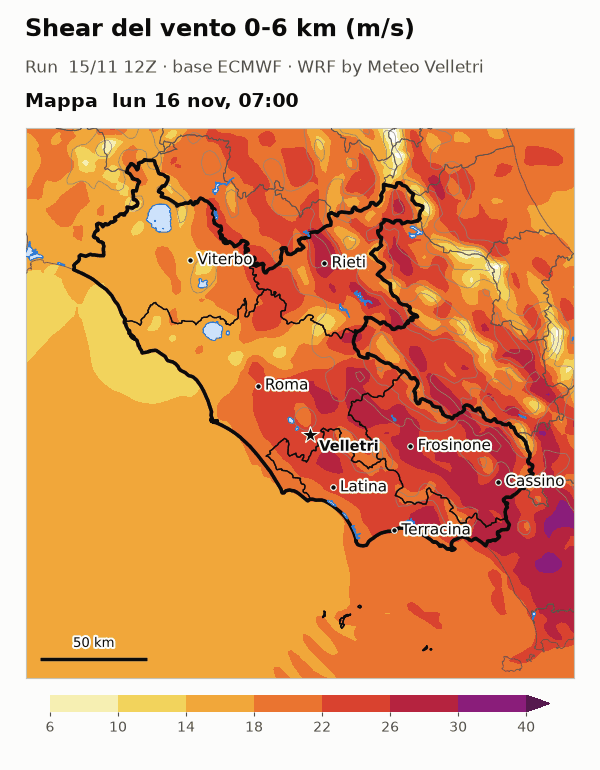 Shear del vento 0-6 km (m/s)
Run  15/11 12Z · base ECMWF · WRF by Meteo Velletri
Mappa  lun 16 nov, 07:00
Viterbo
Rieti
Roma
Velletri
Frosinone
Cassino
Latina
Terracina
50 km
6 10 14 18 22 26 30 40